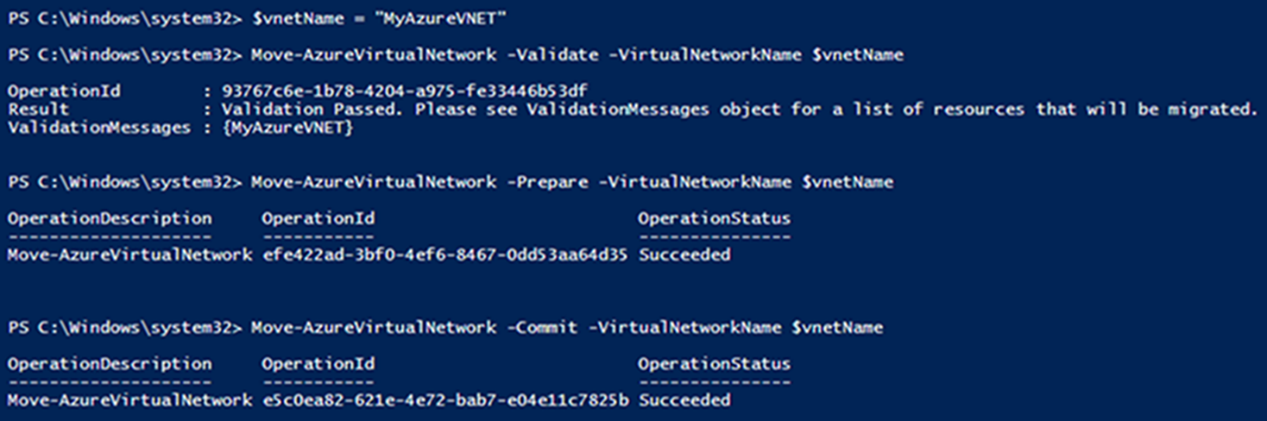 PS C:\Windows\system32> $vnetName = "MyAzureVNET"
PS C:\Windows\system32> Move-AzureVirtualNetwork -Validate -VirtualNetworkName $vnetName
OperationId : 93767c6e-1b78-4204-a975-fe33446b53df
Result : Validation Passed. Please see ValidationMessages object for a list of resources that will be migrated.
ValidationMessages : {MyAzureVNET}
PS C:\Windows\system32> Move-AzureVirtualNetwork -Prepare -VirtualNetworkName $vnetName
OperationDescription OperationId OperationStatus
-------------------- ----------- ---------------
Move-AzureVirtualNetwork efe422ad-3bf0-4ef6-8467-0dd53aa64d35 Succeeded
PS C:\Windows\system32> Move-AzureVirtualNetwork -Commit -VirtualNetworkName $vnetName
OperationDescription OperationId OperationStatus
-------------------- ----------- ---------------
Move-AzureVirtualNetwork e5c0ea82-621e-4e72-bab7-e04e11c7825b Succeeded